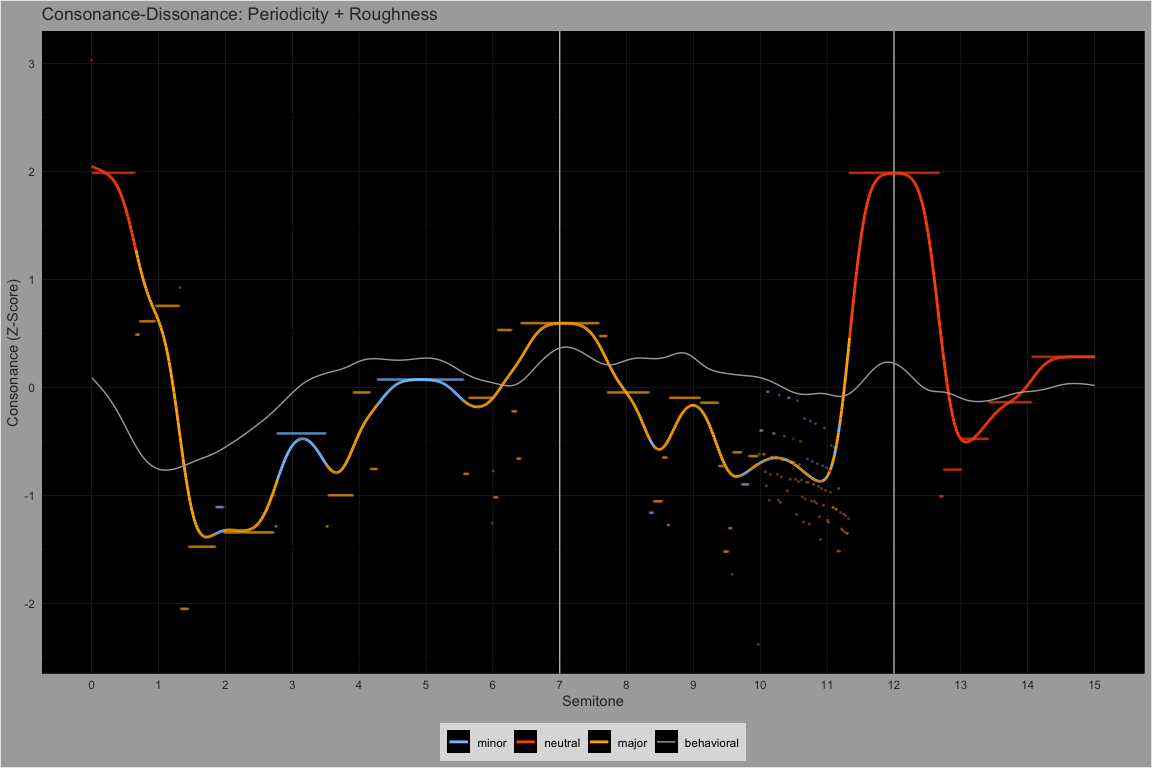 Consonance-Dissonance: Periodicity + Roughness
Consonance (Z-Score)
3
2
1
0
-1
-2
0 1 2 3 4 5 6 7 8 9 10 11 12 13 14 15
Semitone
minor neutral major behavioral